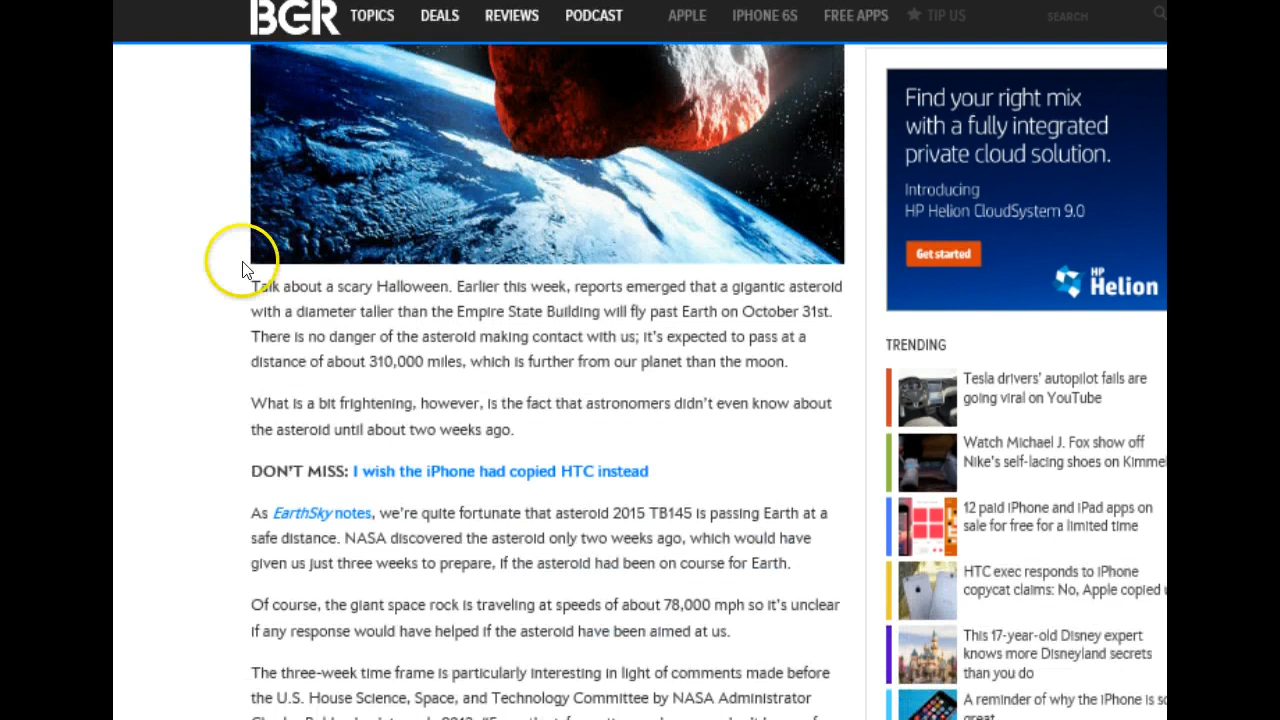 BGR TOPICS DEALS REVIEWS PODCAST APPLE IPHONE 6S FREE APPS TIP US SEARCH
Talk about a scary Halloween. Earlier this week, reports emerged that a gigantic asteroid
with a diameter taller than the Empire State Building will fly past Earth on October 31st.
There is no danger of the asteroid making contact with us; it's expected to pass at a
distance of about 310,000 miles, which is further from our planet than the moon.
What is a bit frightening, however, is the fact that astronomers didn't even know about
the asteroid until about two weeks ago.
DON'T MISS: I wish the iPhone had copied HTC instead
As EarthSky notes, we're quite fortunate that asteroid 2015 TB145 is passing Earth at a
safe distance. NASA discovered the asteroid only two weeks ago, which would have
given us just three weeks to prepare, if the asteroid had been on course for Earth.
Of course, the giant space rock is traveling at speeds of about 78,000 mph so it's unclear
if any response would have helped if the asteroid have been aimed at us.
The three-week time frame is particularly interesting in light of comments made before
the U.S. House Science, Space, and Technology Committee by NASA Administrator
Find your right mix
with a fully integrated
private cloud solution.
Introducing
HP Helion CloudSystem 9.0
Get started
HP
Helion
TRENDING
Tesla drivers' autopilot fails are
going viral on YouTube
Watch Michael J. Fox show off
Nike's self-lacing shoes on Kimme
12 paid iPhone and iPad apps on
sale for free for a limited time
HTC exec responds to iPhone
copycat claims: No, Apple copied
This 17-year-old Disney expert
knows more Disneyland secrets
than you do
A reminder of why the iPhone is so
great